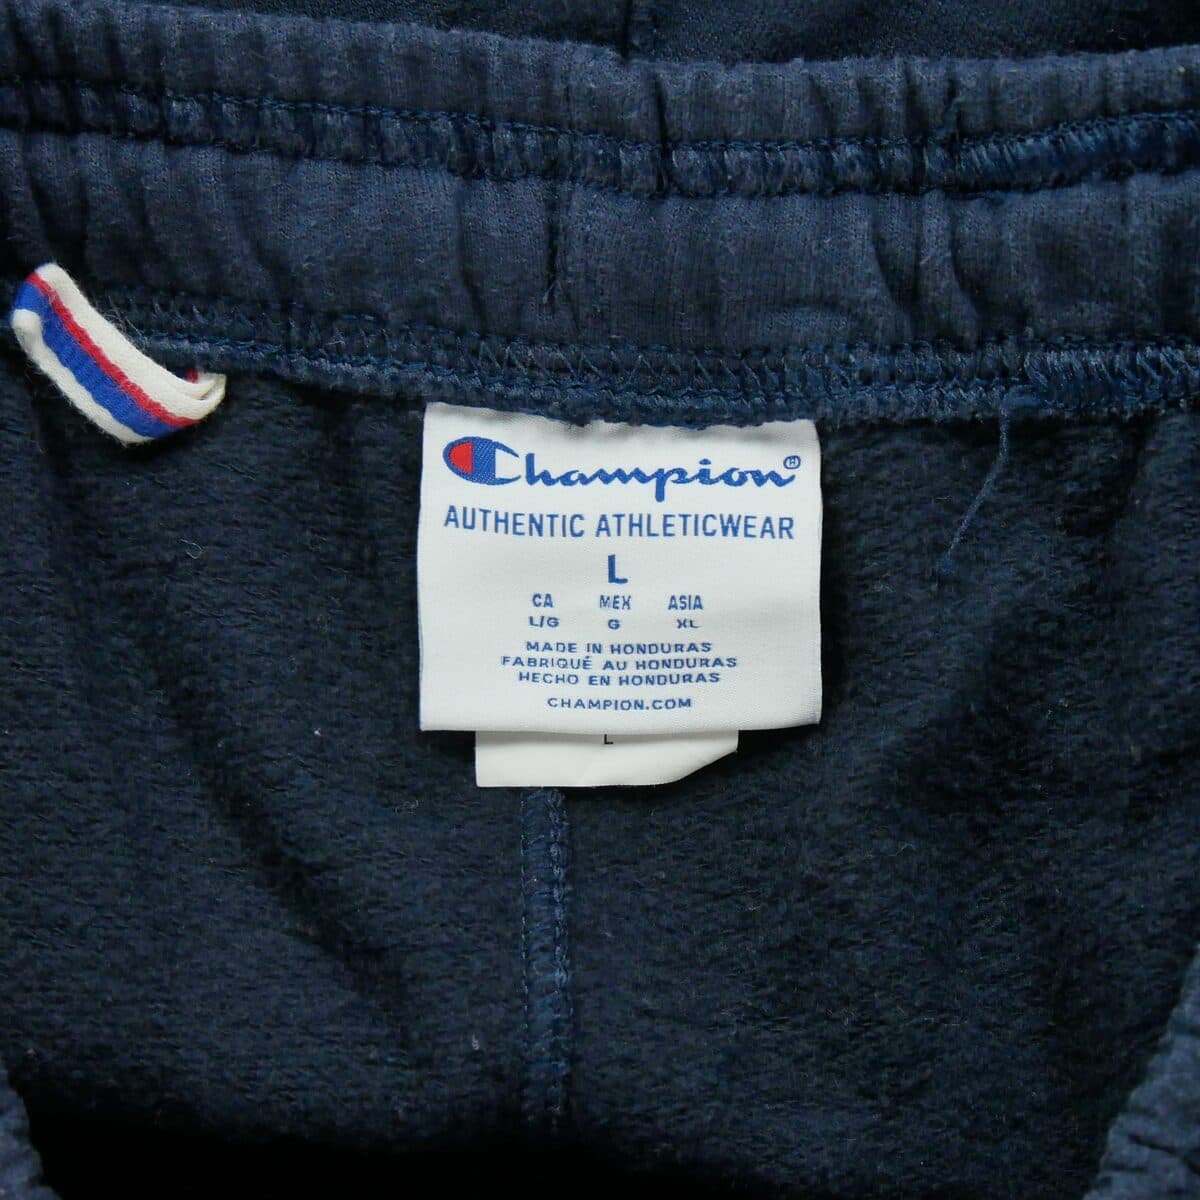 Champion®
AUTHENTIC ATHLETICWEAR
L
CA MEX ASIA
L/G G XL
MADE IN HONDURAS
FABRIQUÉ AU HONDURAS
HECHO EN HONDURAS
CHAMPION.COM
L